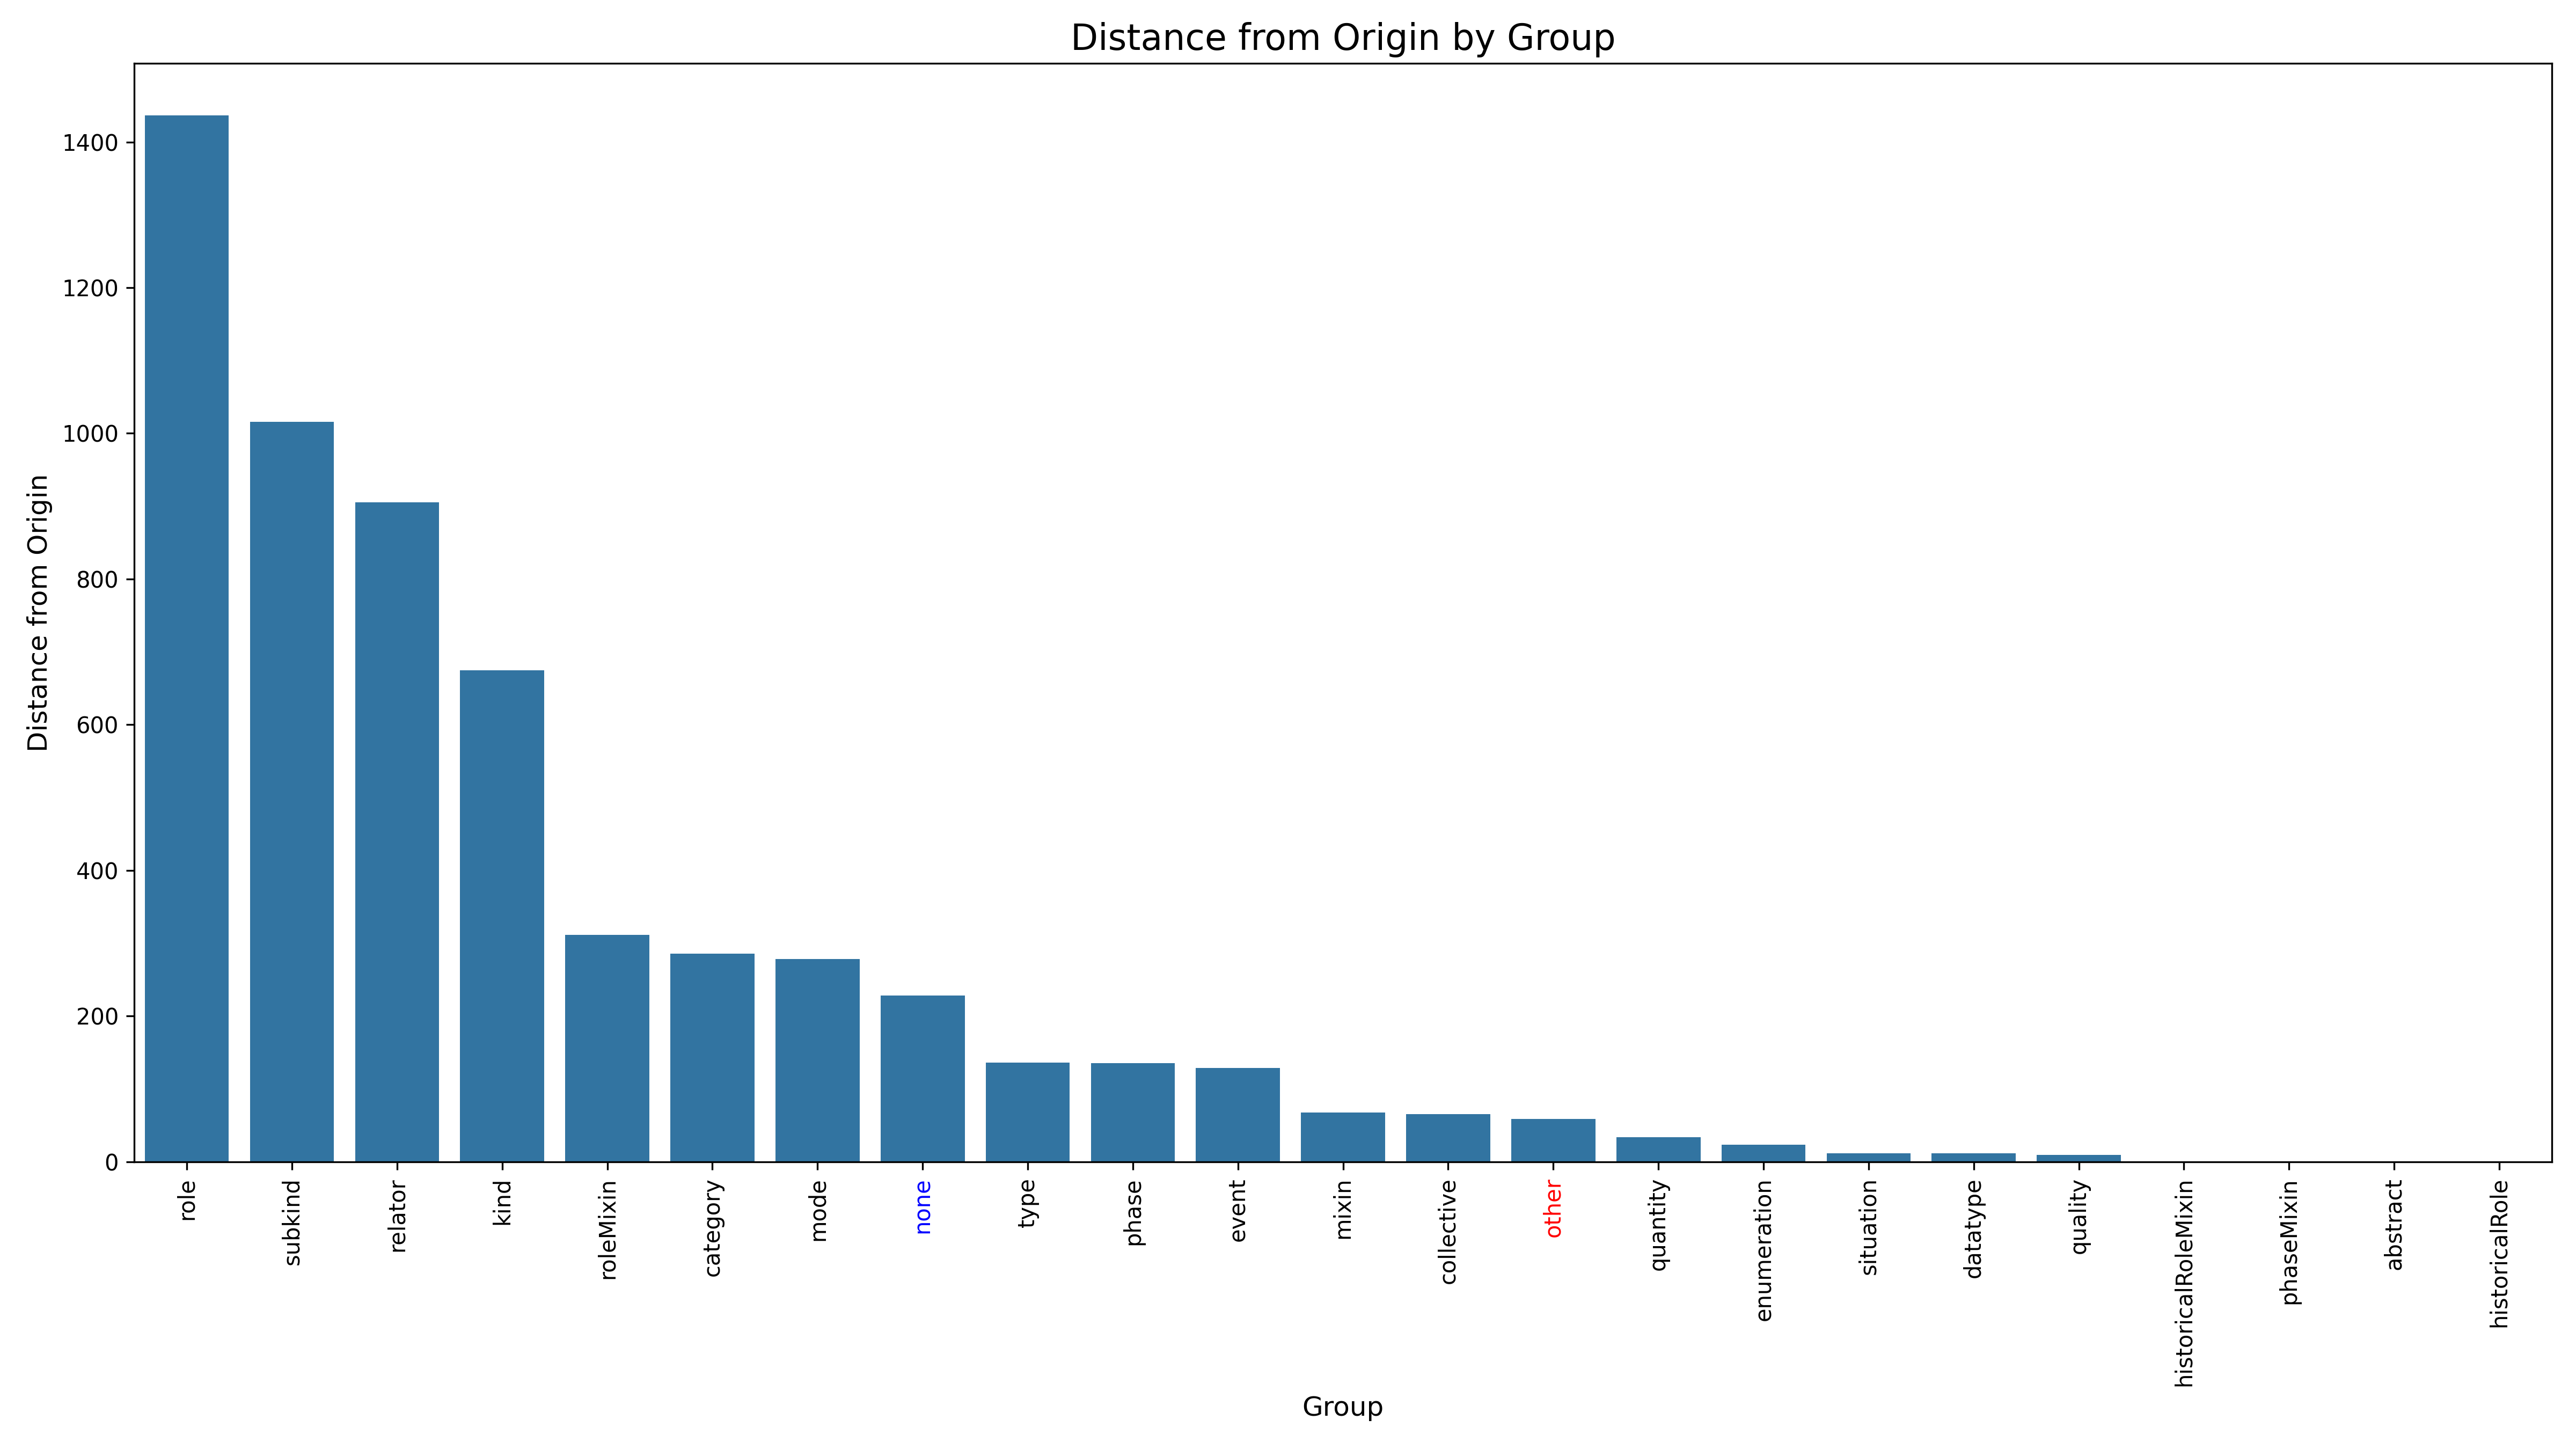 Distance from Origin by Group
Distance from Origin
1400
1200
1000
800
600
400
200
0
role
subkind
relator
kind
roleMixin
category
mode
none
type
phase
event
mixin
collective
other
quantity
enumeration
situation
datatype
quality
historicalRoleMixin
phaseMixin
abstract
historicalRole
Group